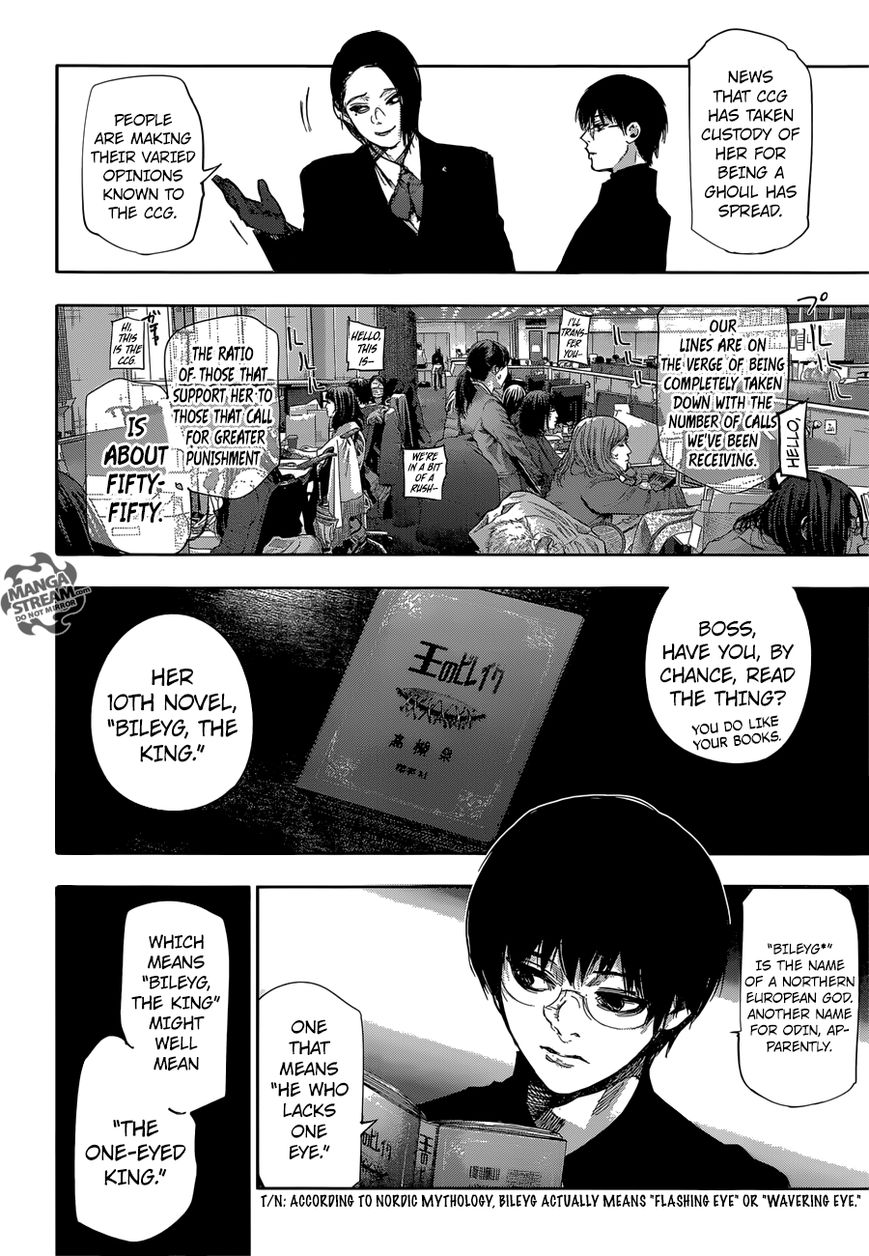 NEWS
THAT CCG
HAS TAKEN
CUSTODY OF
HER FOR
BEING A
GHOUL HAS
SPREAD.
PEOPLE
ARE MAKING
THEIR VARIED
OPINIONS
KNOWN TO
THE CCG.
OUR
LINES ARE ON
THE VERGE OF BEING
COMPLETELY TAKEN
DOWN WITH THE
NUMBER OF CALLS
WE'VE BEEN
RECEIVING.
HELLO,
I'LL
TRANS-
FER
YOU-
HELLO,
THIS
IS-
WE'RE
IN A BIT
OF A
RUSH-
THE RATIO
OF THOSE THAT
SUPPORT HER TO
THOSE THAT CALL
FOR GREATER
PUNISHMENT
HI,
THIS IS
THE CCG.
IS
ABOUT
FIFTY-
FIFTY.
MANGA
STREAM.COM
DO NOT MIRROR
BOSS,
HAVE YOU, BY
CHANCE, READ
THE THING?
YOU DO LIKE
YOUR BOOKS.
王のビレイグ
高槻泉
HER
10TH NOVEL,
"BILEYG, THE
KING."
"BILEYG*"
IS THE NAME
OF A NORTHERN
EUROPEAN GOD.
ANOTHER NAME
FOR ODIN, AP-
PARENTLY.
ONE
THAT
MEANS
"HE WHO
LACKS
ONE
EYE."
王のビレイグ
WHICH
MEANS
"BILEYG,
THE KING"
MIGHT
WELL
MEAN
"THE
ONE-EYED
KING."
T/N: ACCORDING TO NORDIC MYTHOLOGY, BILEYG ACTUALLY MEANS "FLASHING EYE" OR "WAVERING EYE."